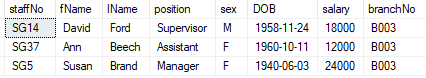 staffNo fName lName position sex DOB salary branchNo
SG14 David Ford Supervisor M 1958-11-24 18000 B003
SG37 Ann Beech Assistant F 1960-10-11 12000 B003
SG5 Susan Brand Manager F 1940-06-03 24000 B003